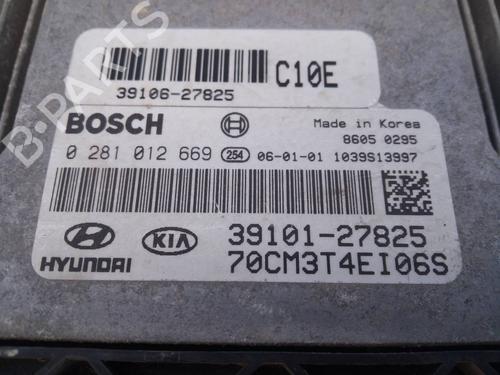 C10E
39106-27825
BOSCH
Made in Korea
8605 0295
0 281 012 669 254 06-01-01 1039S13997
HYUNDAI KIA 39101-27825
70CM3T4EI06S
B-PARTS